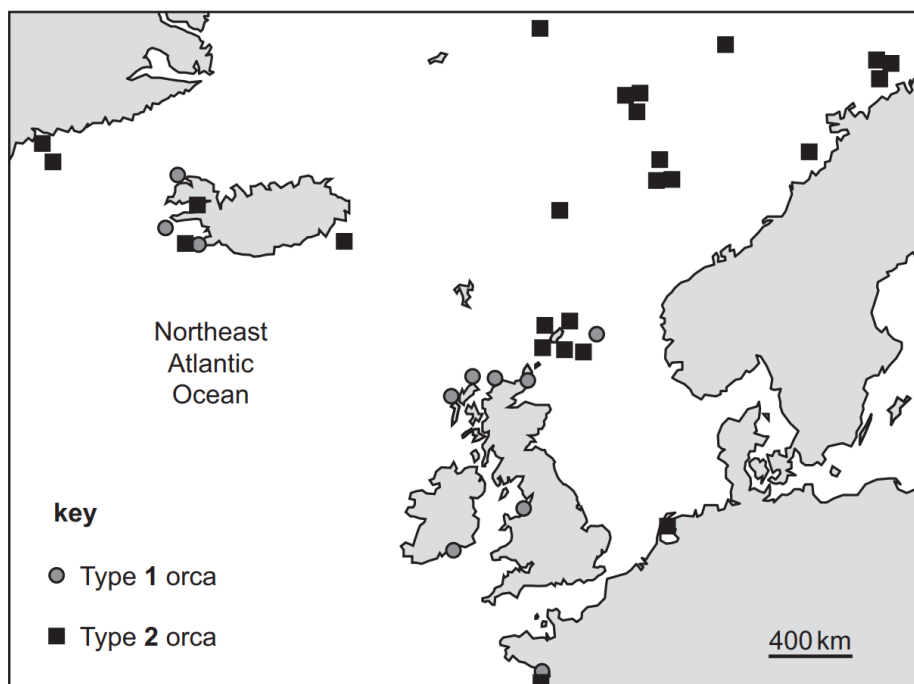 Northeast
Atlantic
Ocean
key
Type 1 orca
Type 2 orca
400 km